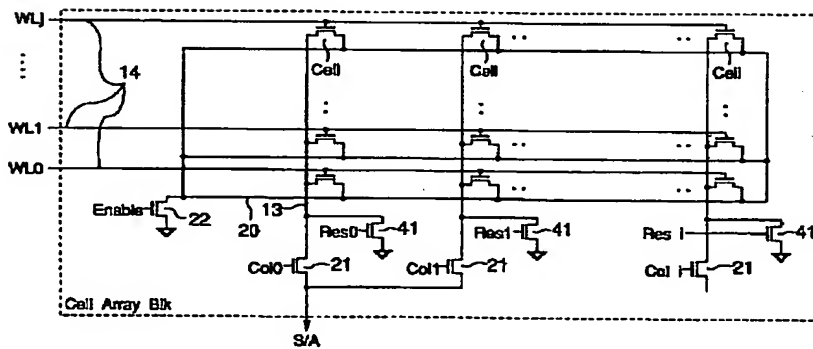 WLj
Cell Cell Cell
14
WL1
WL0
Enable 22 20 13 Res0 41 Res1 41 Res i 41
Col0 21 Col1 21 Col i 21
Cell Array Blk
S/A